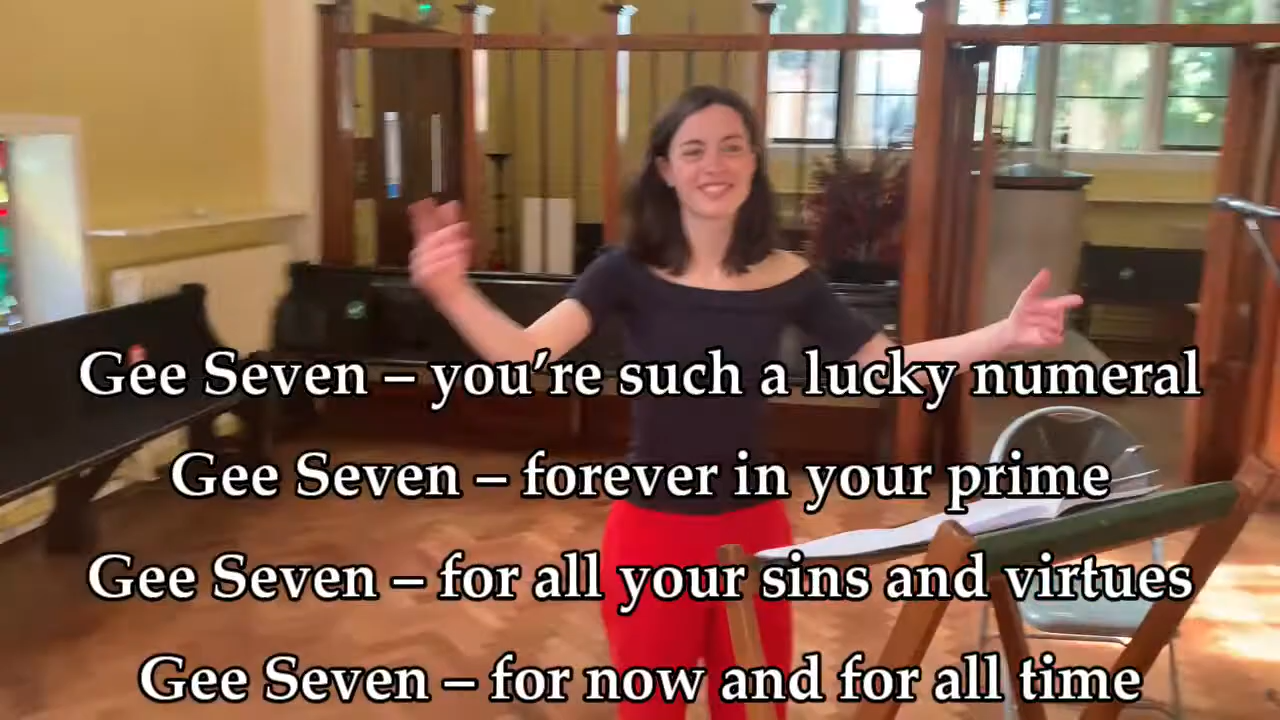 Gee Seven – you’re such a lucky numeral
Gee Seven – forever in your prime
Gee Seven – for all your sins and virtues
Gee Seven – for now and for all time